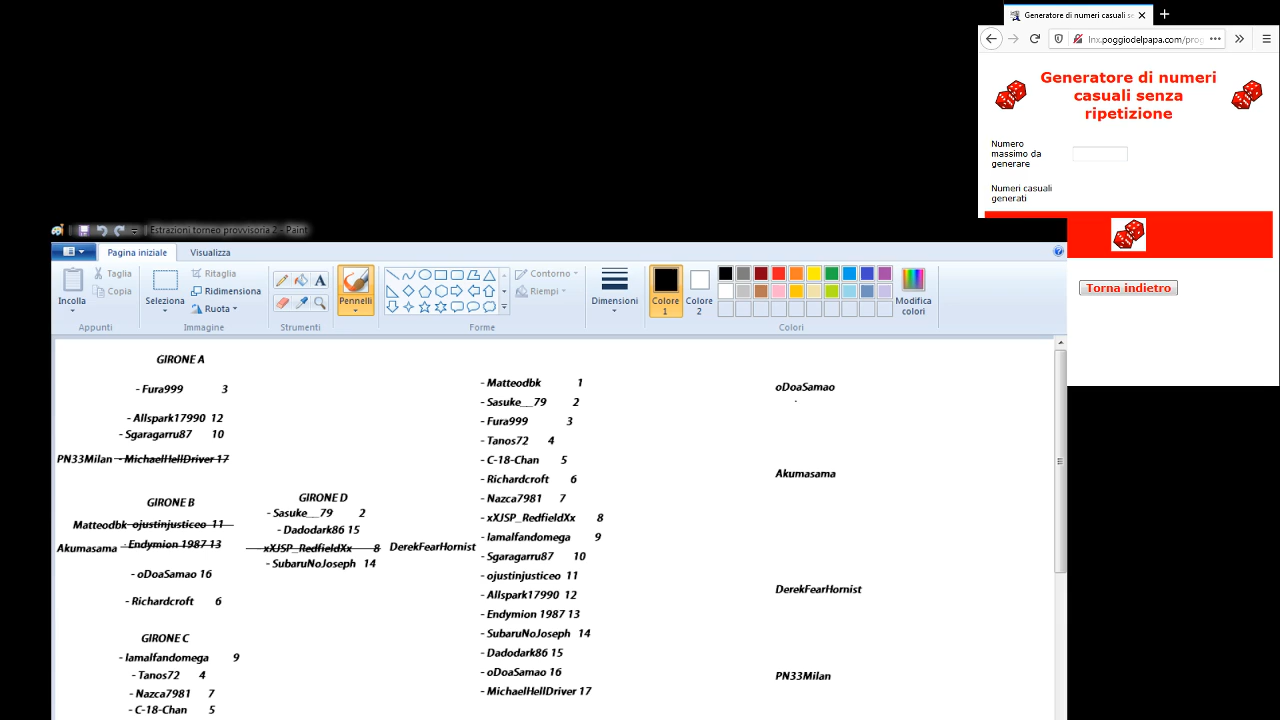 Generatore di numeri casuali se
lnx.poggiodelpapa.com/prog
Generatore di numeri
casuali senza
ripetizione
Numero
massimo da
generare
Numeri casuali
generati
Torna indietro
Estrazioni torneo provvisoria 2 - Paint
Pagina iniziale
Visualizza
Incolla
Taglia
Copia
Appunti
Seleziona
Ritaglia
Ridimensiona
Ruota
Immagine
Strumenti
Pennelli
Contorno
Riempi
Forme
Dimensioni
Colore
1
Colore
2
Modifica
colori
Colori
GIRONE A
- Fura999 3
- Allspark17990 12
- Sgaragarru87 10
PN33Milan - MichaelHellDriver 17
GIRONE B
Matteodbk - ojustinjusticeo 11
Akumasama - Endymion 1987 13
- oDoaSamao 16
- Richardcroft 6
GIRONE C
- Iamalfandomega 9
- Tanos72 4
- Nazca7981 7
- C-18-Chan 5
GIRONE D
- Sasuke__79 2
- Dadodark86 15
- xXJSP_RedfieldXx 8 DerekFearHornist
- SubaruNoJoseph 14
- Matteodbk 1
- Sasuke__79 2
- Fura999 3
- Tanos72 4
- C-18-Chan 5
- Richardcroft 6
- Nazca7981 7
- xXJSP_RedfieldXx 8
- Iamalfandomega 9
- Sgaragarru87 10
- ojustinjusticeo 11
- Allspark17990 12
- Endymion 1987 13
- SubaruNoJoseph 14
- Dadodark86 15
- oDoaSamao 16
- MichaelHellDriver 17
oDoaSamao
Akumasama
DerekFearHornist
PN33Milan